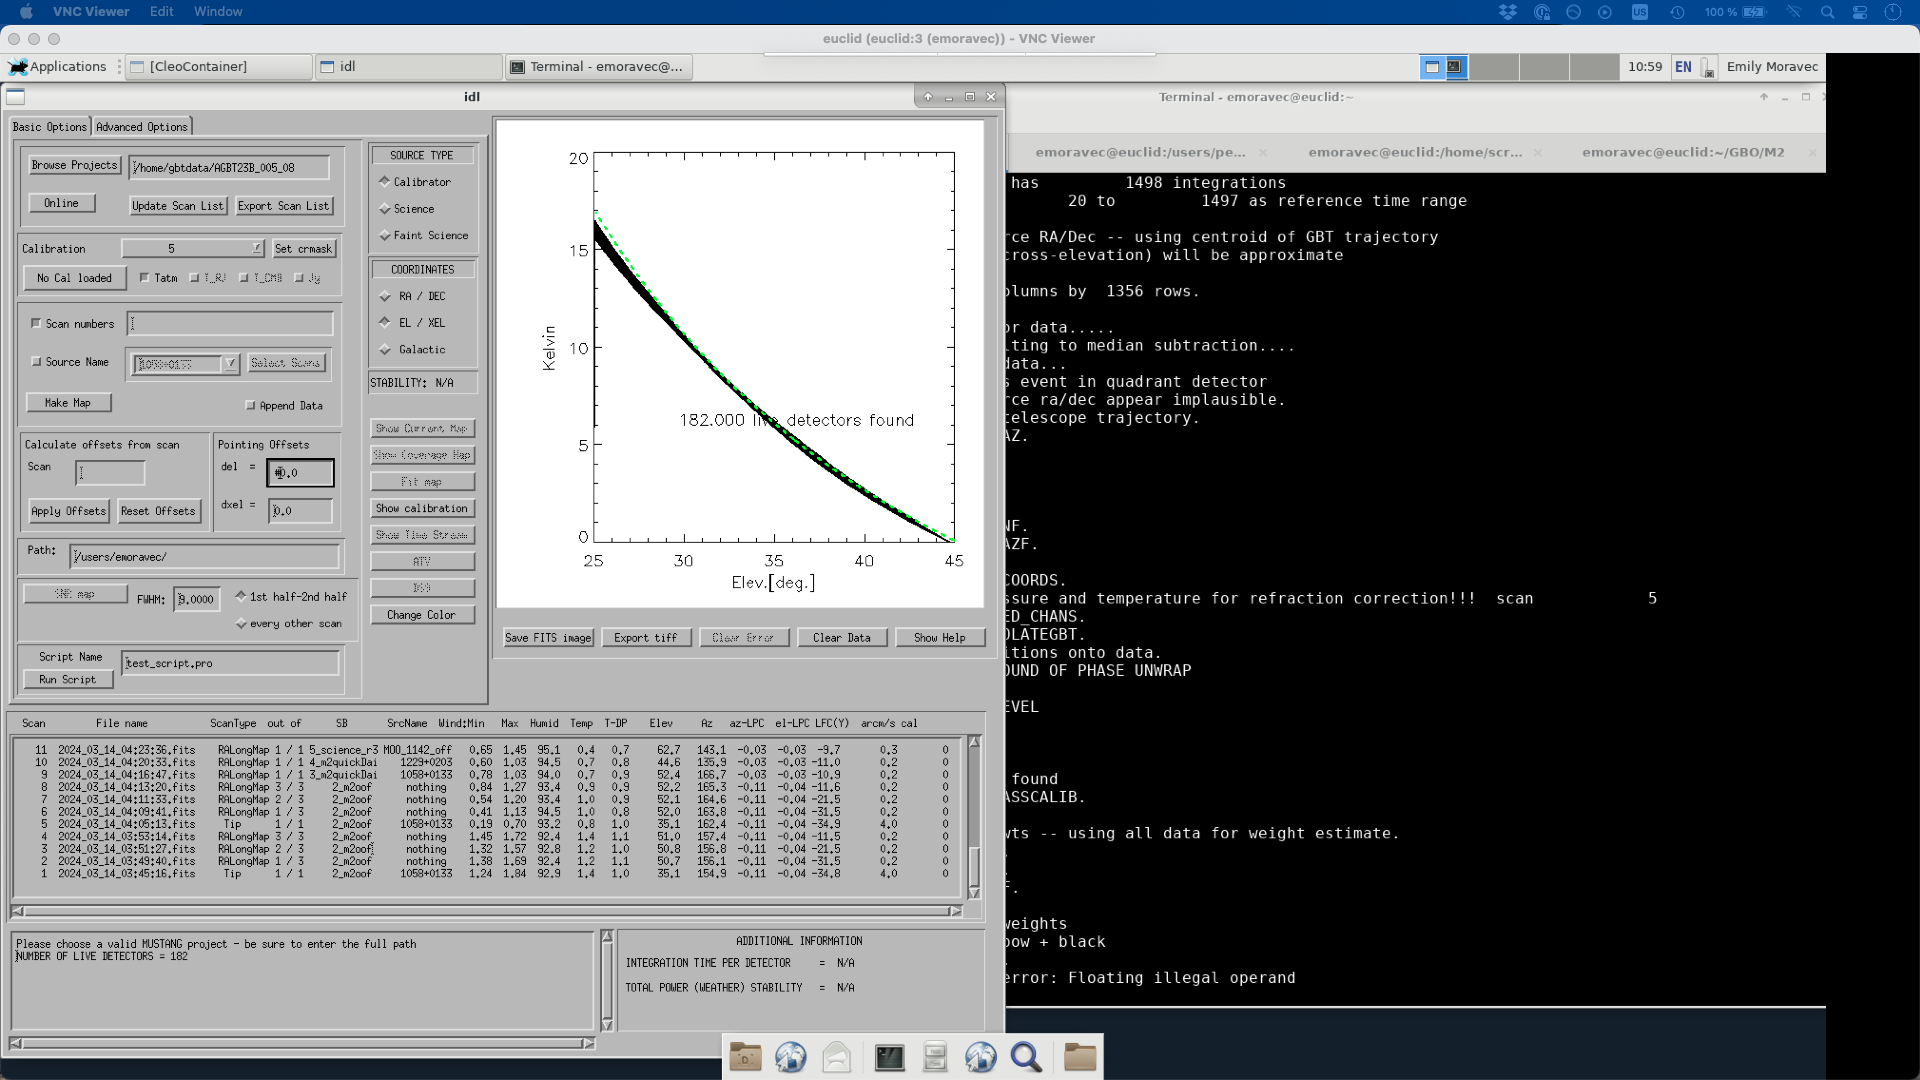 VNC Viewer Edit Window US 100 %
euclid (euclid:3 (emoravec)) - VNC Viewer
Applications [CleoContainer] idl Terminal - emoravec@... 10:59 EN Emily Moravec
idl
Terminal - emoravec@euclid:~
Basic Options Advanced Options
emoravec@euclid:/users/pe... emoravec@euclid:/home/scr... emoravec@euclid:~/GBO/M2
Browse Projects /home/gbtdata/AGBT23B_005_08
Online Update Scan List Export Scan List
Calibration 5 Set crmask
No Cal loaded Tatm T_RJ T_CMB Jy
Scan numbers
Source Name 1058+0133 Select Scans
Make Map Append Data
Calculate offsets from scan
Scan
Apply Offsets Reset Offsets
Pointing Offsets
del = 0.0
dxel = 0.0
Path: /users/emoravec/
SNR map FWHM: 9.0000 1st half-2nd half
every other scan
Script Name test_script.pro
Run Script
SOURCE TYPE
Calibrator
Science
Faint Science
COORDINATES
RA / DEC
EL / XEL
Galactic
STABILITY: N/A
Show Current Map
Show Coverage Map
Fit map
Show calibration
Show Time Stream
ATV
DS9
Change Color
20
15
10
5
0
Kelvin
182.000 live detectors found
25 30 35 40 45
Elev.[deg.]
Save FITS image Export tiff Clear Error Clear Data Show Help
Scan File name ScanType out of SB SrcName Wind:Min Max Humid Temp T-DP Elev Az az-LPC el-LPC LFC(Y) arcm/s cal
11 2024_03_14_04:23:36.fits RALongMap 1 / 1 5_science_r3 MOO_1142_off 0.65 1.45 95.1 0.4 0.7 62.7 143.1 -0.03 -0.03 -9.7 0.3 0
10 2024_03_14_04:20:33.fits RALongMap 1 / 1 4_m2quickDai 1229+0203 0.60 1.03 94.5 0.7 0.8 44.6 135.9 -0.03 -0.03 -11.0 0.2 0
9 2024_03_14_04:16:47.fits RALongMap 1 / 1 3_m2quickDai 1058+0133 0.78 1.03 94.0 0.7 0.9 52.4 166.7 -0.03 -0.03 -10.9 0.2 0
8 2024_03_14_04:13:20.fits RALongMap 3 / 3 2_m2oof nothing 0.84 1.27 93.4 0.9 0.9 52.2 165.3 -0.11 -0.04 -11.6 0.2 0
7 2024_03_14_04:11:33.fits RALongMap 2 / 3 2_m2oof nothing 0.54 1.20 93.4 1.0 0.9 52.1 164.6 -0.11 -0.04 -21.5 0.2 0
6 2024_03_14_04:09:41.fits RALongMap 1 / 3 2_m2oof nothing 0.41 1.13 94.5 1.0 0.8 52.0 163.8 -0.11 -0.04 -31.5 0.2 0
5 2024_03_14_04:05:13.fits Tip 1 / 1 2_m2oof 1058+0133 0.19 0.70 93.2 0.8 1.0 35.1 162.4 -0.11 -0.04 -34.9 4.0 0
4 2024_03_14_03:53:14.fits RALongMap 3 / 3 2_m2oof nothing 1.45 1.72 92.4 1.4 1.1 51.0 157.4 -0.11 -0.04 -11.5 0.2 0
3 2024_03_14_03:51:27.fits RALongMap 2 / 3 2_m2oof nothing 1.32 1.57 92.8 1.2 1.0 50.8 156.8 -0.11 -0.04 -21.5 0.2 0
2 2024_03_14_03:49:40.fits RALongMap 1 / 3 2_m2oof nothing 1.38 1.69 92.4 1.2 1.1 50.7 156.1 -0.11 -0.04 -31.5 0.2 0
1 2024_03_14_03:45:16.fits Tip 1 / 1 2_m2oof 1058+0133 1.24 1.84 92.9 1.4 1.0 35.1 154.9 -0.11 -0.04 -34.8 4.0 0
Please choose a valid MUSTANG project - be sure to enter the full path
NUMBER OF LIVE DETECTORS = 182
ADDITIONAL INFORMATION
INTEGRATION TIME PER DETECTOR = N/A
TOTAL POWER (WEATHER) STABILITY = N/A
has 1498 integrations
20 to 1497 as reference time range
rce RA/Dec -- using centroid of GBT trajectory
cross-elevation) will be approximate
olumns by 1356 rows.
or data.....
iting to median subtraction....
data...
s event in quadrant detector
rce ra/dec appear implausible.
telescope trajectory.
AZ.
NF.
AZF.
COORDS.
ssure and temperature for refraction correction!!! scan 5
ED_CHANS.
OLATEGBT.
itions onto data.
OUND OF PHASE UNWRAP
EVEL
found
ASSCALIB.
wts -- using all data for weight estimate.
F.
weights
bow + black
error: Floating illegal operand